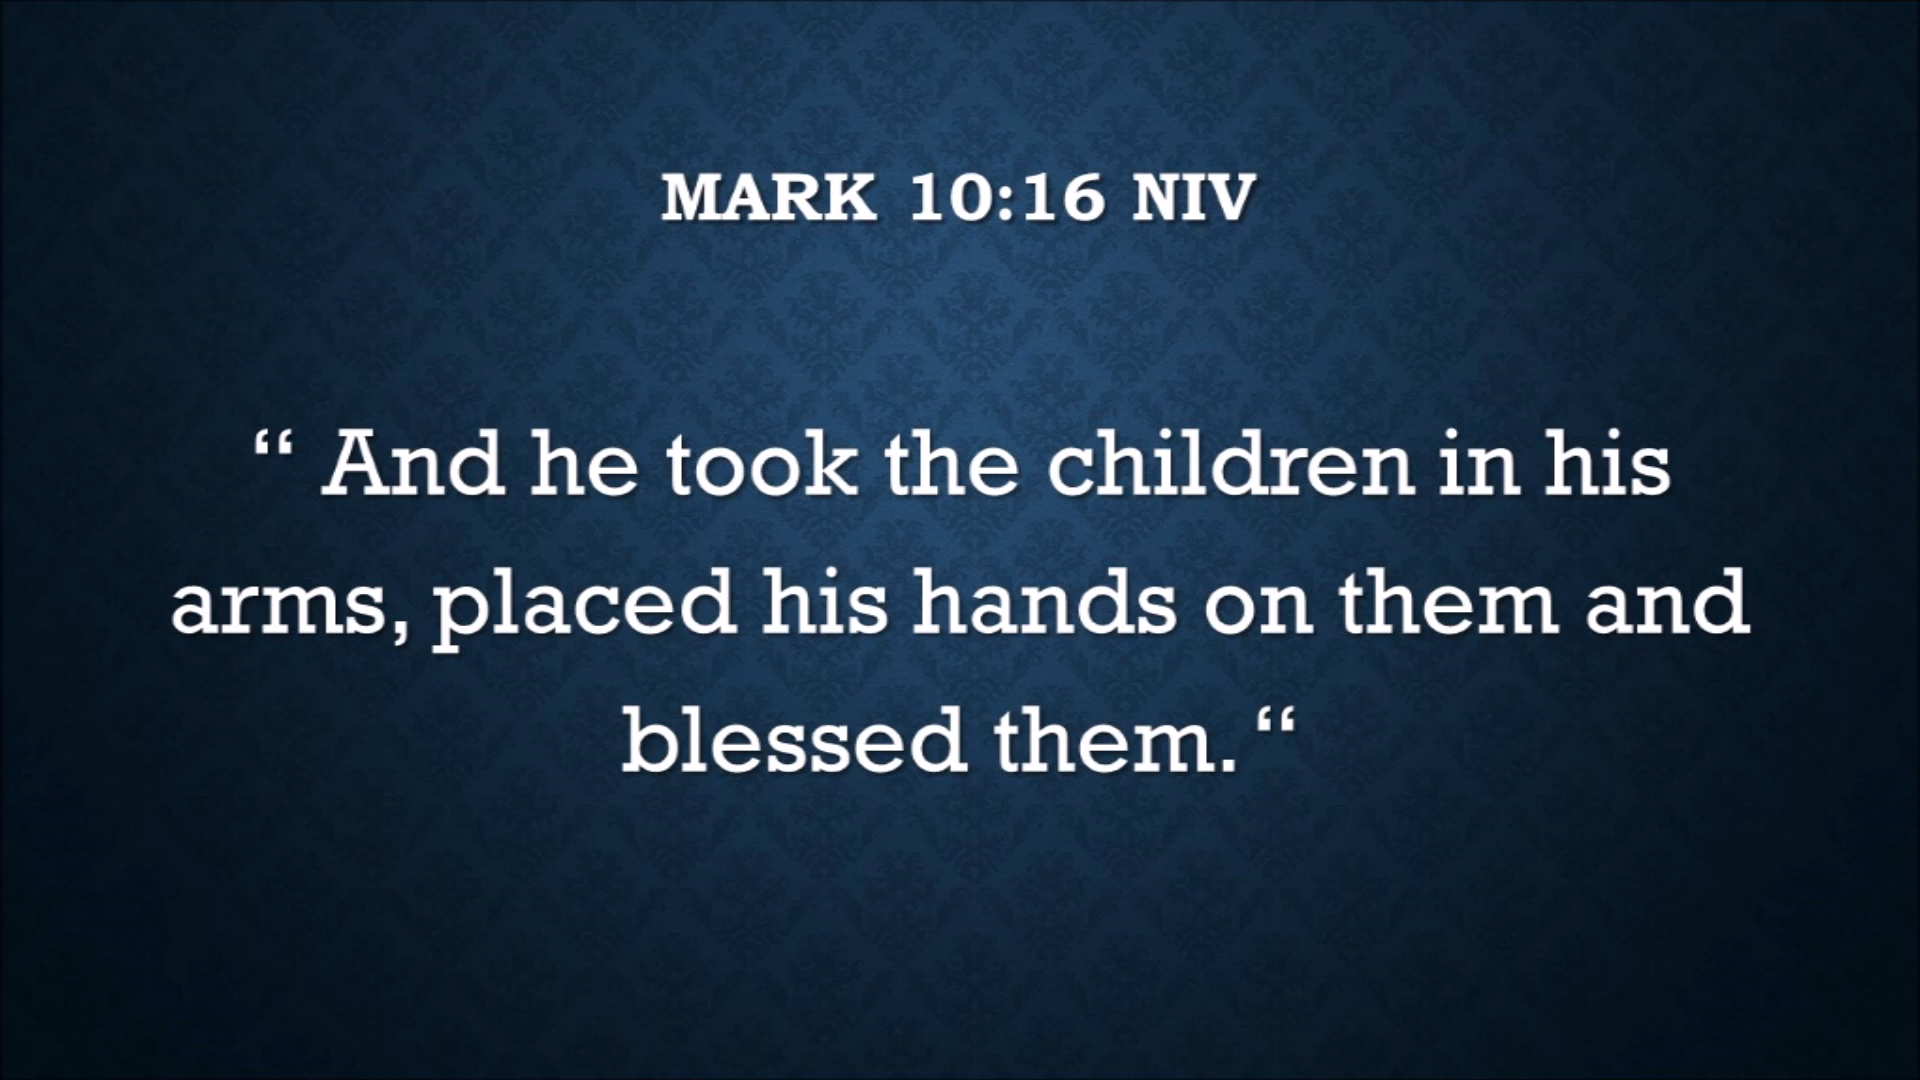 MARK 10:16 NIV
“ And he took the children in his
arms, placed his hands on them and
blessed them. “